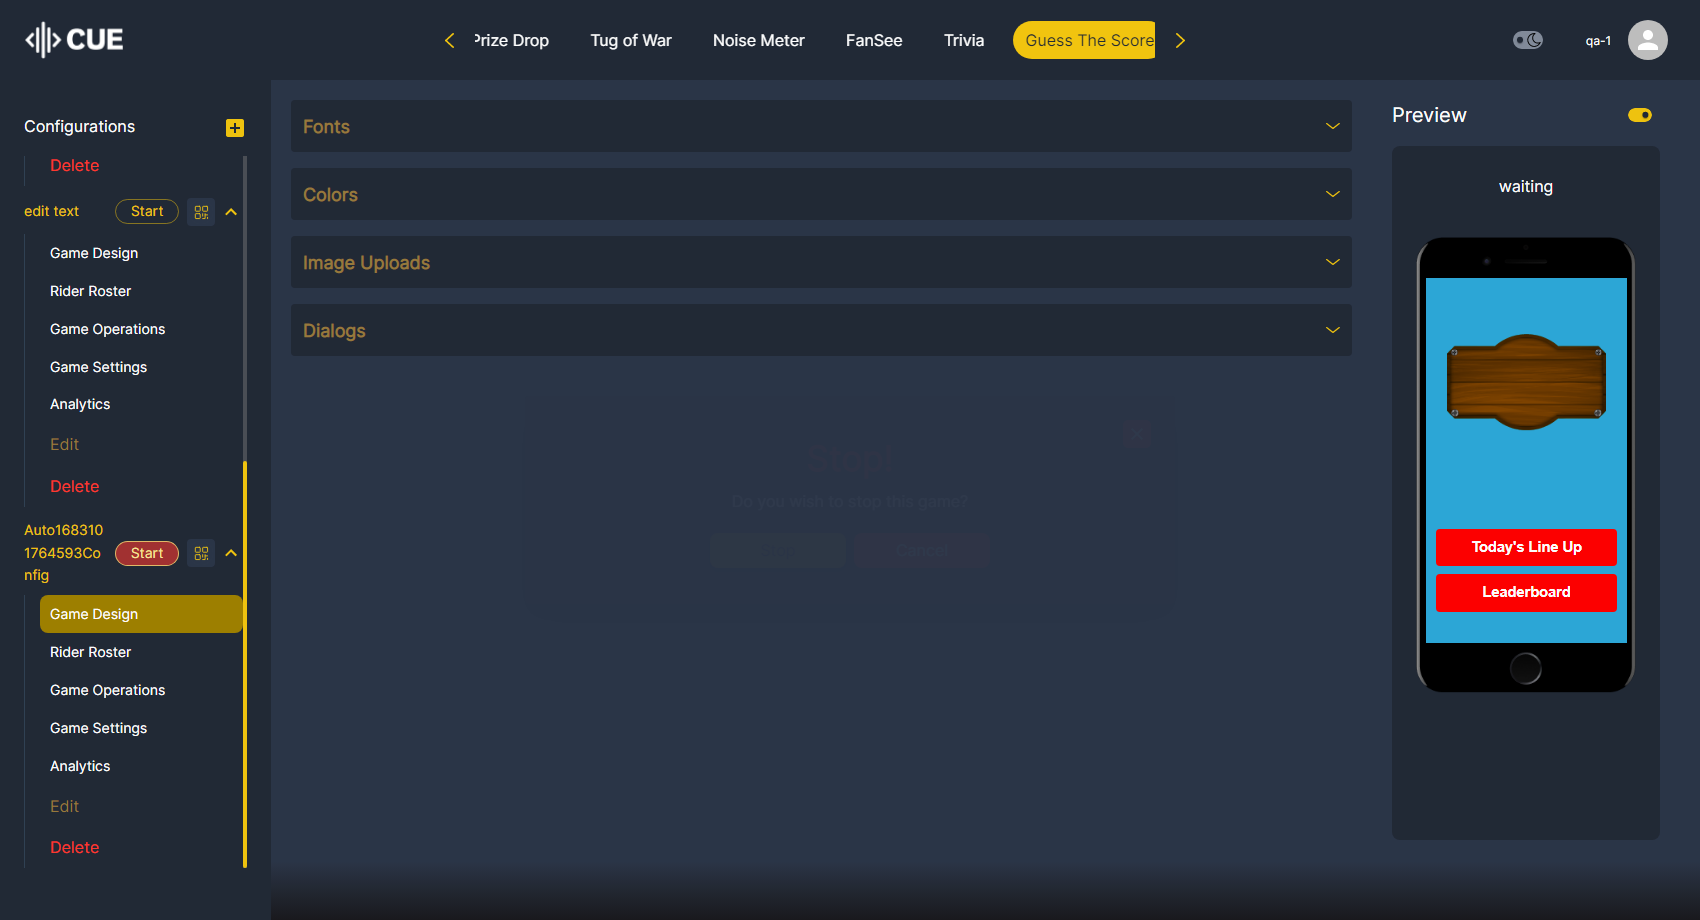 CUE
Prize Drop
Tug of War
Noise Meter
FanSee
Trivia
Guess The Score
qa-1
Configurations
Delete
edit text
Start
Game Design
Rider Roster
Game Operations
Game Settings
Analytics
Edit
Delete
Auto168310
1764593Co
nfig
Start
Game Design
Rider Roster
Game Operations
Game Settings
Analytics
Edit
Delete
Fonts
Colors
Image Uploads
Dialogs
Stop!
Do you wish to stop this game?
Preview
waiting
Today's Line Up
Leaderboard